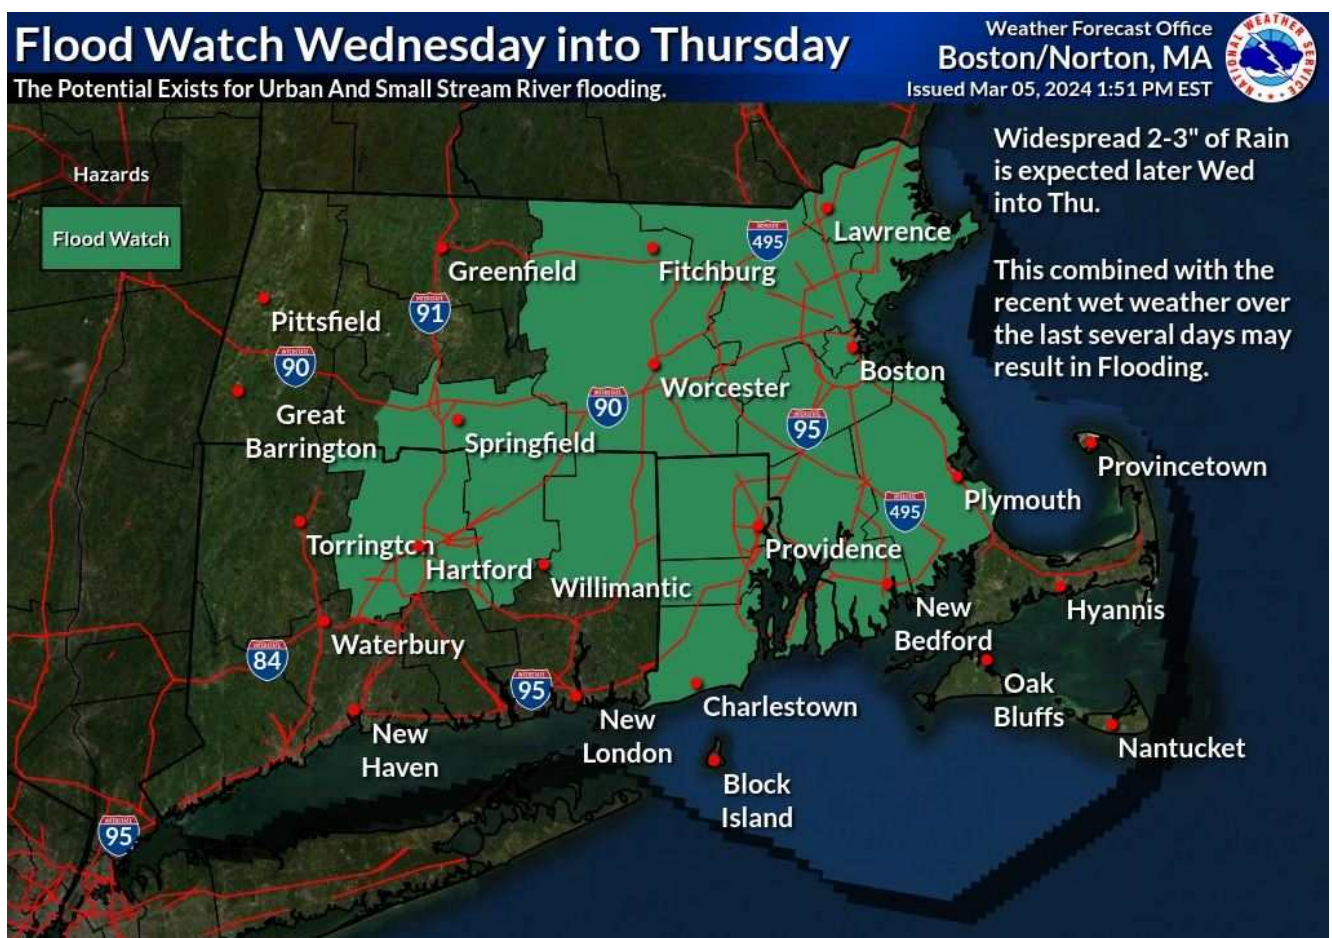 Flood Watch Wednesday into Thursday
The Potential Exists for Urban And Small Stream River flooding.
Weather Forecast Office
Boston/Norton, MA
Issued Mar 05, 2024 1:51 PM EST
NATIONAL WEATHER SERVICE
Widespread 2-3" of Rain
is expected later Wed
into Thu.
This combined with the
recent wet weather over
the last several days may
result in Flooding.
Hazards
Flood Watch
Lawrence
495
Greenfield
Fitchburg
91
Pittsfield
90
Boston
Worcester
90
Great
Barrington
95
Springfield
Provincetown
Plymouth
495
Torrington
Providence
Hartford
Willimantic
New
Bedford
Hyannis
Waterbury
84
95
Oak
Bluffs
Charlestown
New
London
New
Haven
Nantucket
Block
Island
95